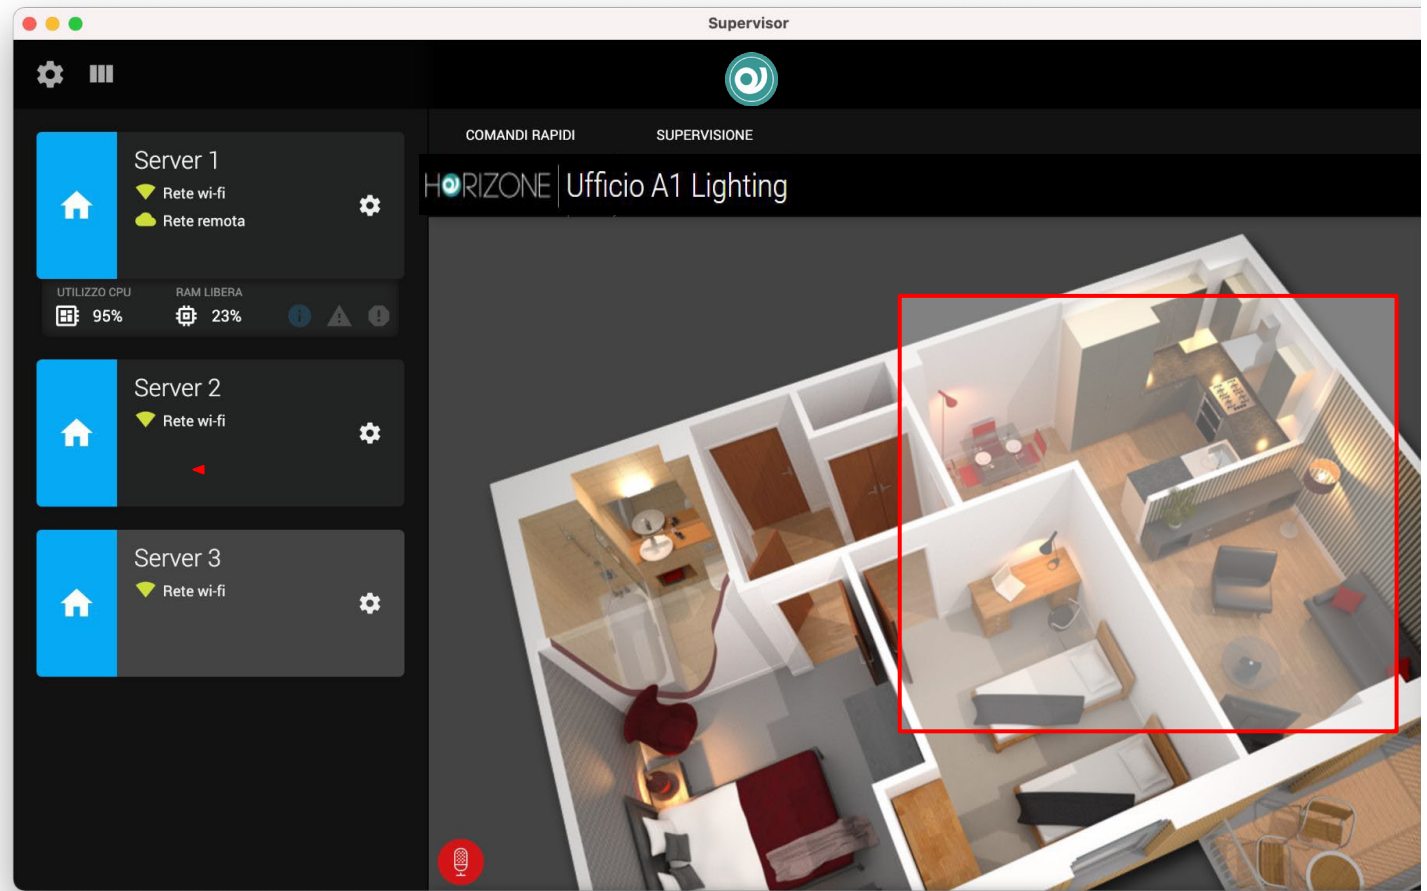 Supervisor
COMANDI RAPIDI
SUPERVISIONE
HORIZONE Ufficio A1 Lighting
Server 1
Rete wi-fi
Rete remota
UTILIZZO CPU
RAM LIBERA
95%
23%
Server 2
Rete wi-fi
Server 3
Rete wi-fi